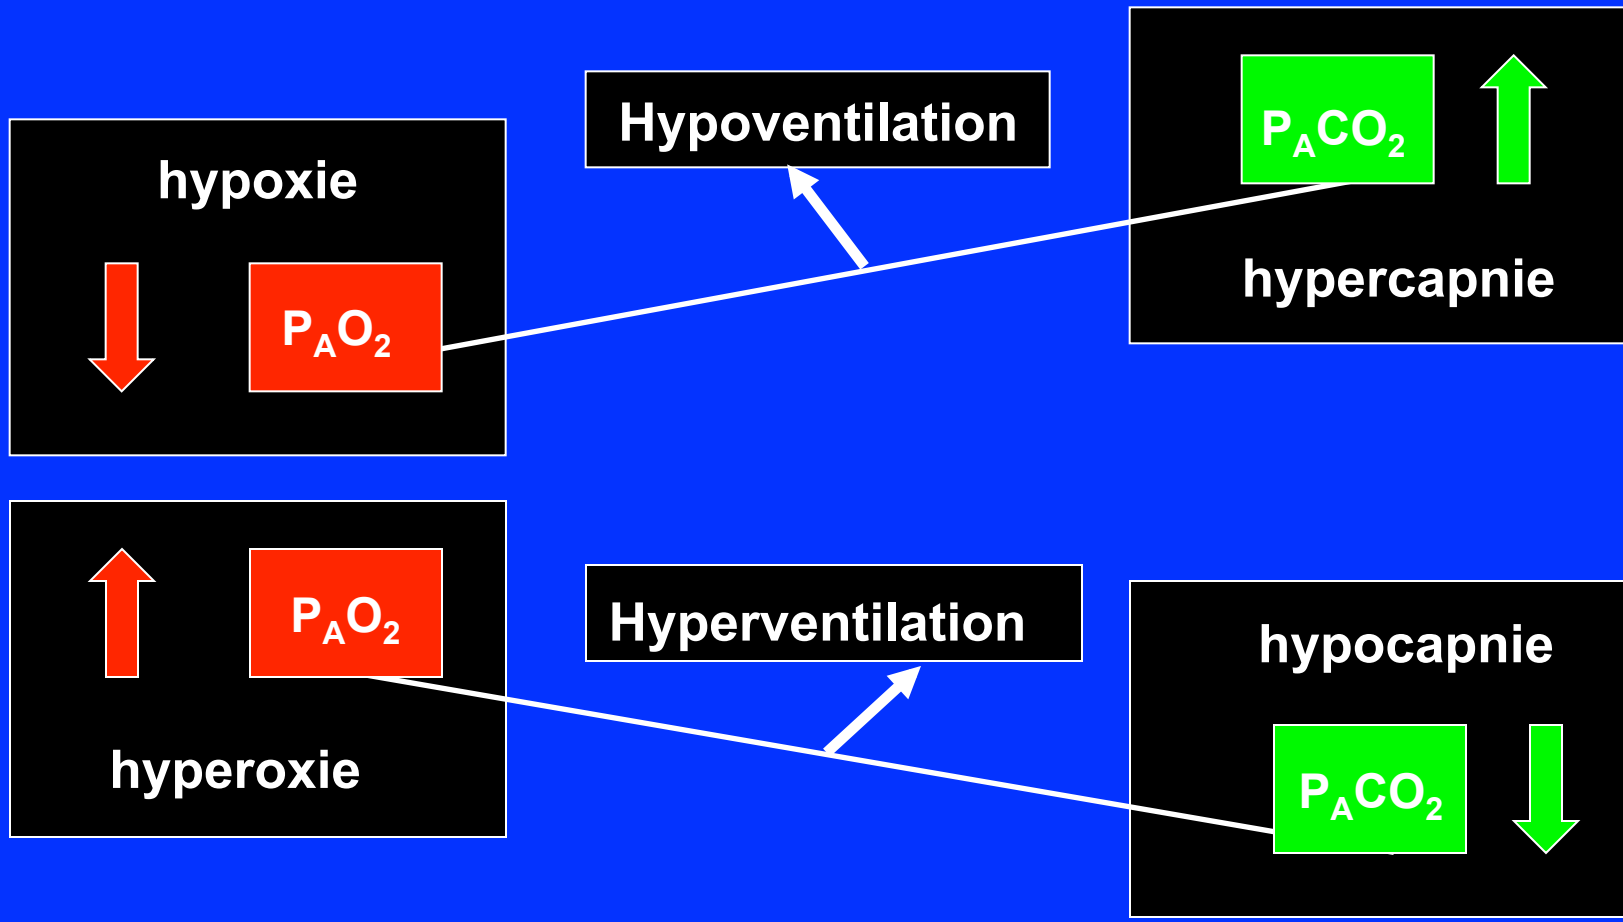 Hypoventilation
PACO2
hypoxie
hypercapnie
PAO2
PAO2
Hyperventilation
hypocapnie
hyperoxie
PACO2